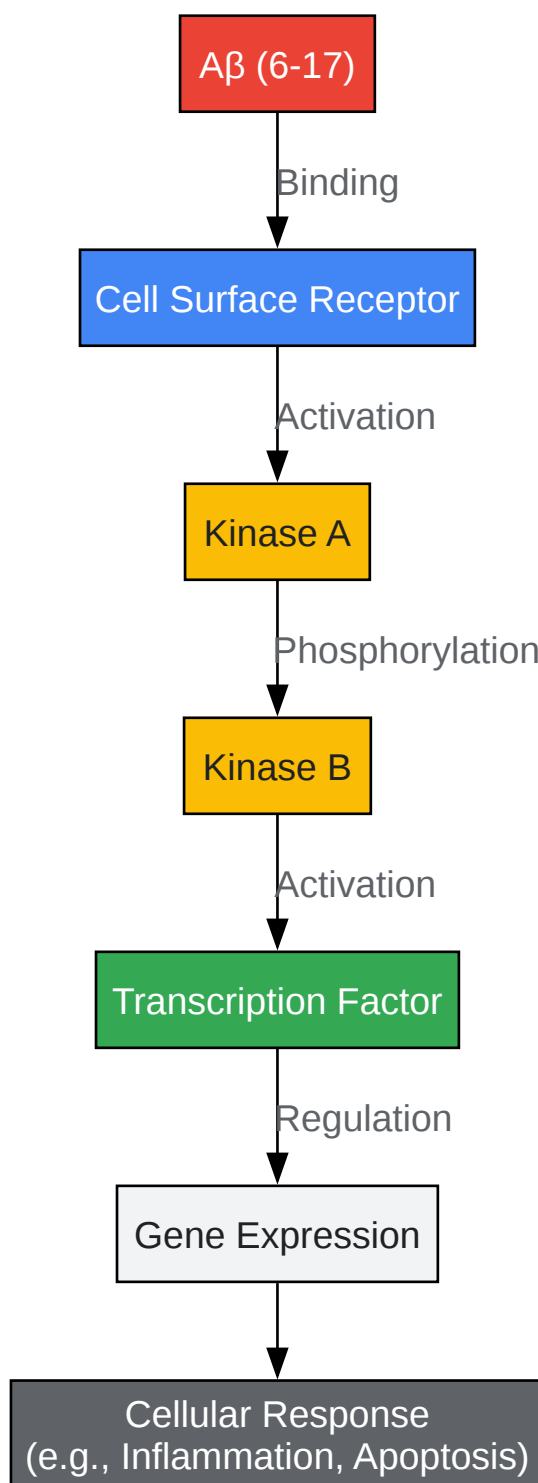 Aβ (6-17)
Binding
Cell Surface Receptor
Activation
Kinase A
Phosphorylation
Kinase B
Activation
Transcription Factor
Regulation
Gene Expression
Cellular Response
(e.g., Inflammation, Apoptosis)